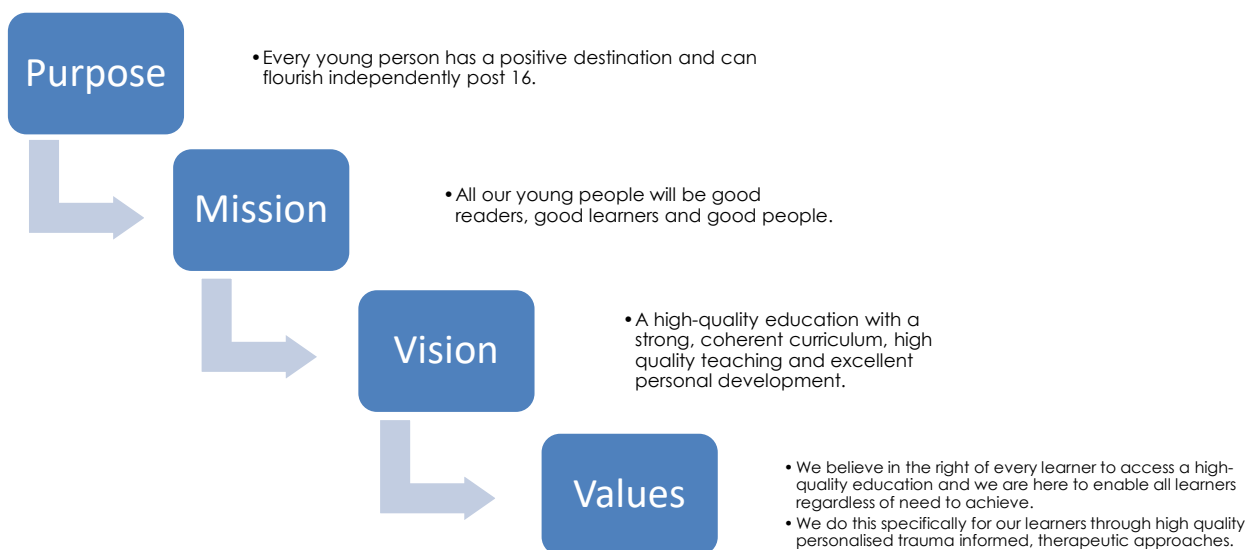 Purpose
•Every young person has a positive destination and can
flourish independently post 16.
Mission
•All our young people will be good
readers, good learners and good people.
Vision
•A high-quality education with a
strong, coherent curriculum, high
quality teaching and excellent
personal development.
Values
•We believe in the right of every learner to access a high-
quality education and we are here to enable all learners
regardless of need to achieve.
•We do this specifically for our learners through high quality
personalised trauma informed, therapeutic approaches.